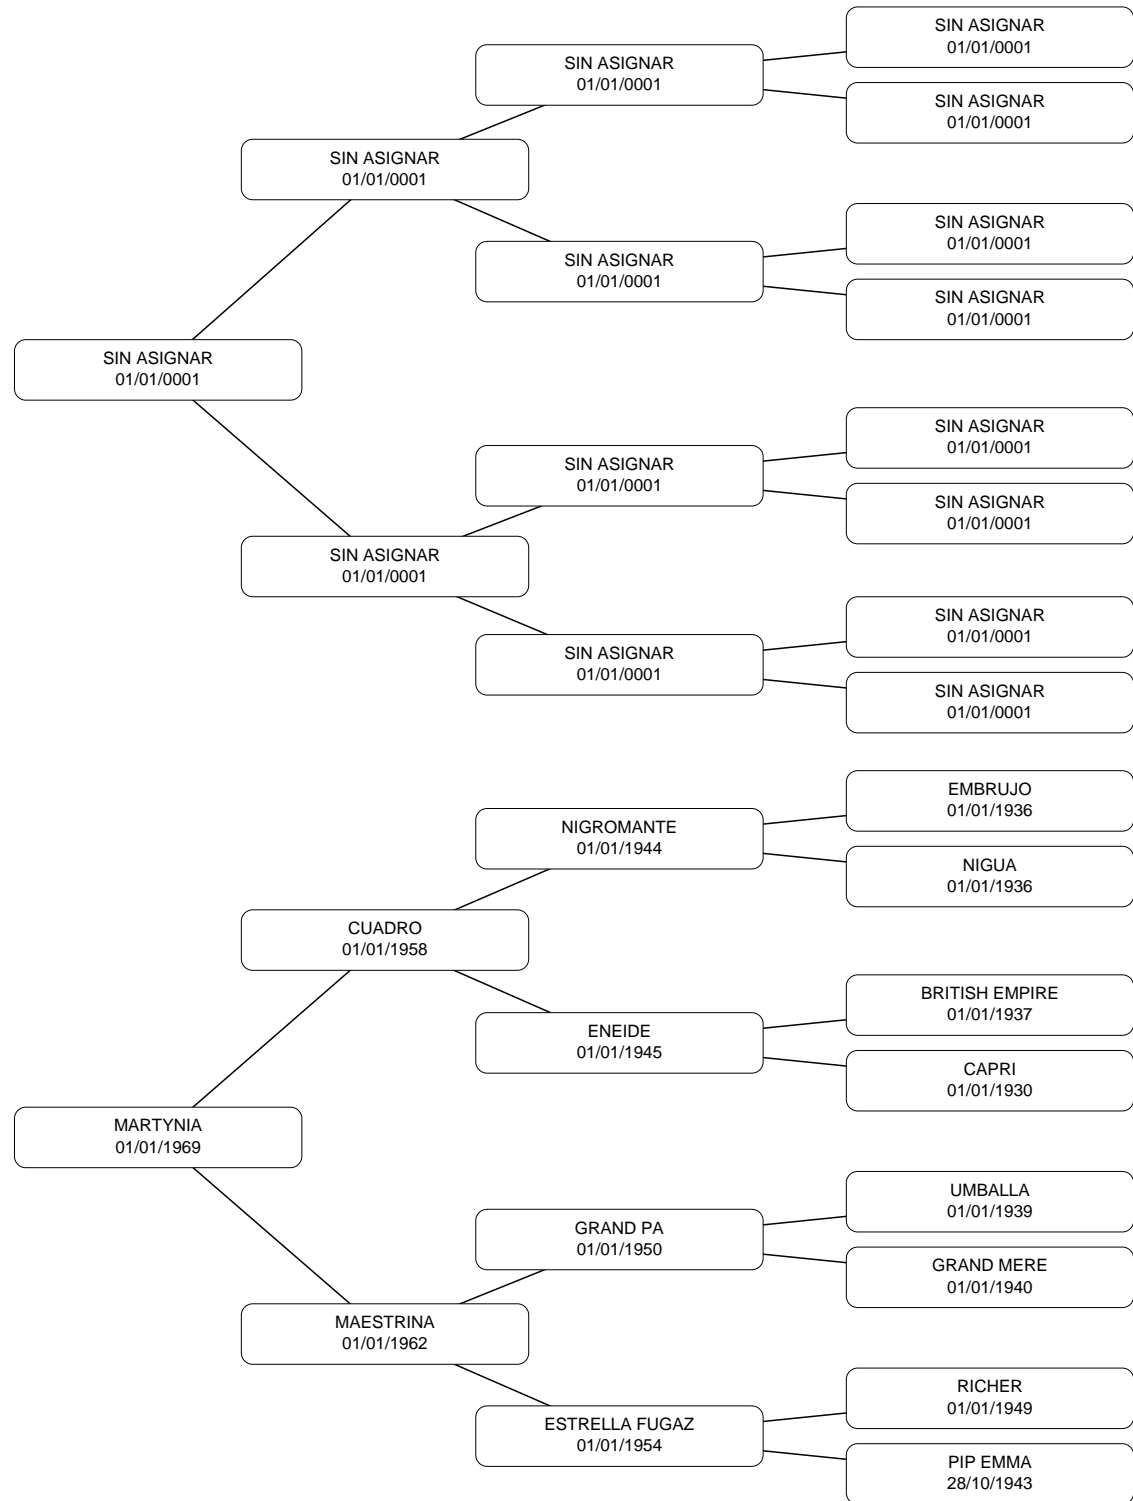 SIN ASIGNAR
01/01/0001
SIN ASIGNAR
01/01/0001
SIN ASIGNAR
01/01/0001
SIN ASIGNAR
01/01/0001
SIN ASIGNAR
01/01/0001
SIN ASIGNAR
01/01/0001
SIN ASIGNAR
01/01/0001
SIN ASIGNAR
01/01/0001
SIN ASIGNAR
01/01/0001
SIN ASIGNAR
01/01/0001
SIN ASIGNAR
01/01/0001
SIN ASIGNAR
01/01/0001
SIN ASIGNAR
01/01/0001
SIN ASIGNAR
01/01/0001
SIN ASIGNAR
01/01/0001
EMBRUJO
01/01/1936
NIGROMANTE
01/01/1944
NIGUA
01/01/1936
CUADRO
01/01/1958
BRITISH EMPIRE
01/01/1937
ENEIDE
01/01/1945
CAPRI
01/01/1930
MARTYNIA
01/01/1969
UMBALLA
01/01/1939
GRAND PA
01/01/1950
GRAND MERE
01/01/1940
MAESTRINA
01/01/1962
RICHER
01/01/1949
ESTRELLA FUGAZ
01/01/1954
PIP EMMA
28/10/1943